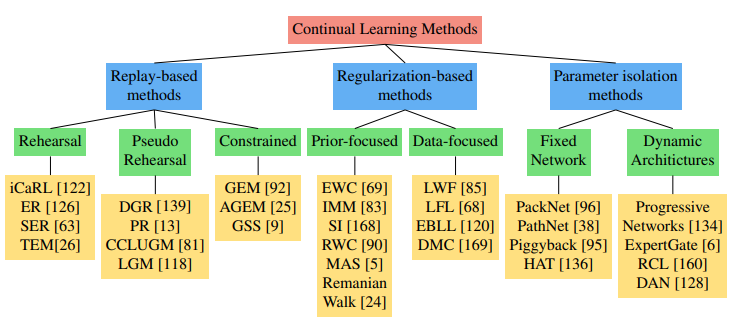 Continual Learning Methods
Replay-based
methods
Regularization-based
methods
Parameter isolation
methods
Rehearsal
Pseudo
Rehearsal
Constrained
Prior-focused
Data-focused
Fixed
Network
Dynamic
Architictures
iCaRL [122]
ER [126]
SER [63]
TEM[26]
DGR [139]
PR [13]
CCLUGM [81]
LGM [118]
GEM [92]
AGEM [25]
GSS [9]
EWC [69]
IMM [83]
SI [168]
RWC [90]
MAS [5]
Remanian
Walk [24]
LWF [85]
LFL [68]
EBLL [120]
DMC [169]
PackNet [96]
PathNet [38]
Piggyback [95]
HAT [136]
Progressive
Networks [134]
ExpertGate [6]
RCL [160]
DAN [128]